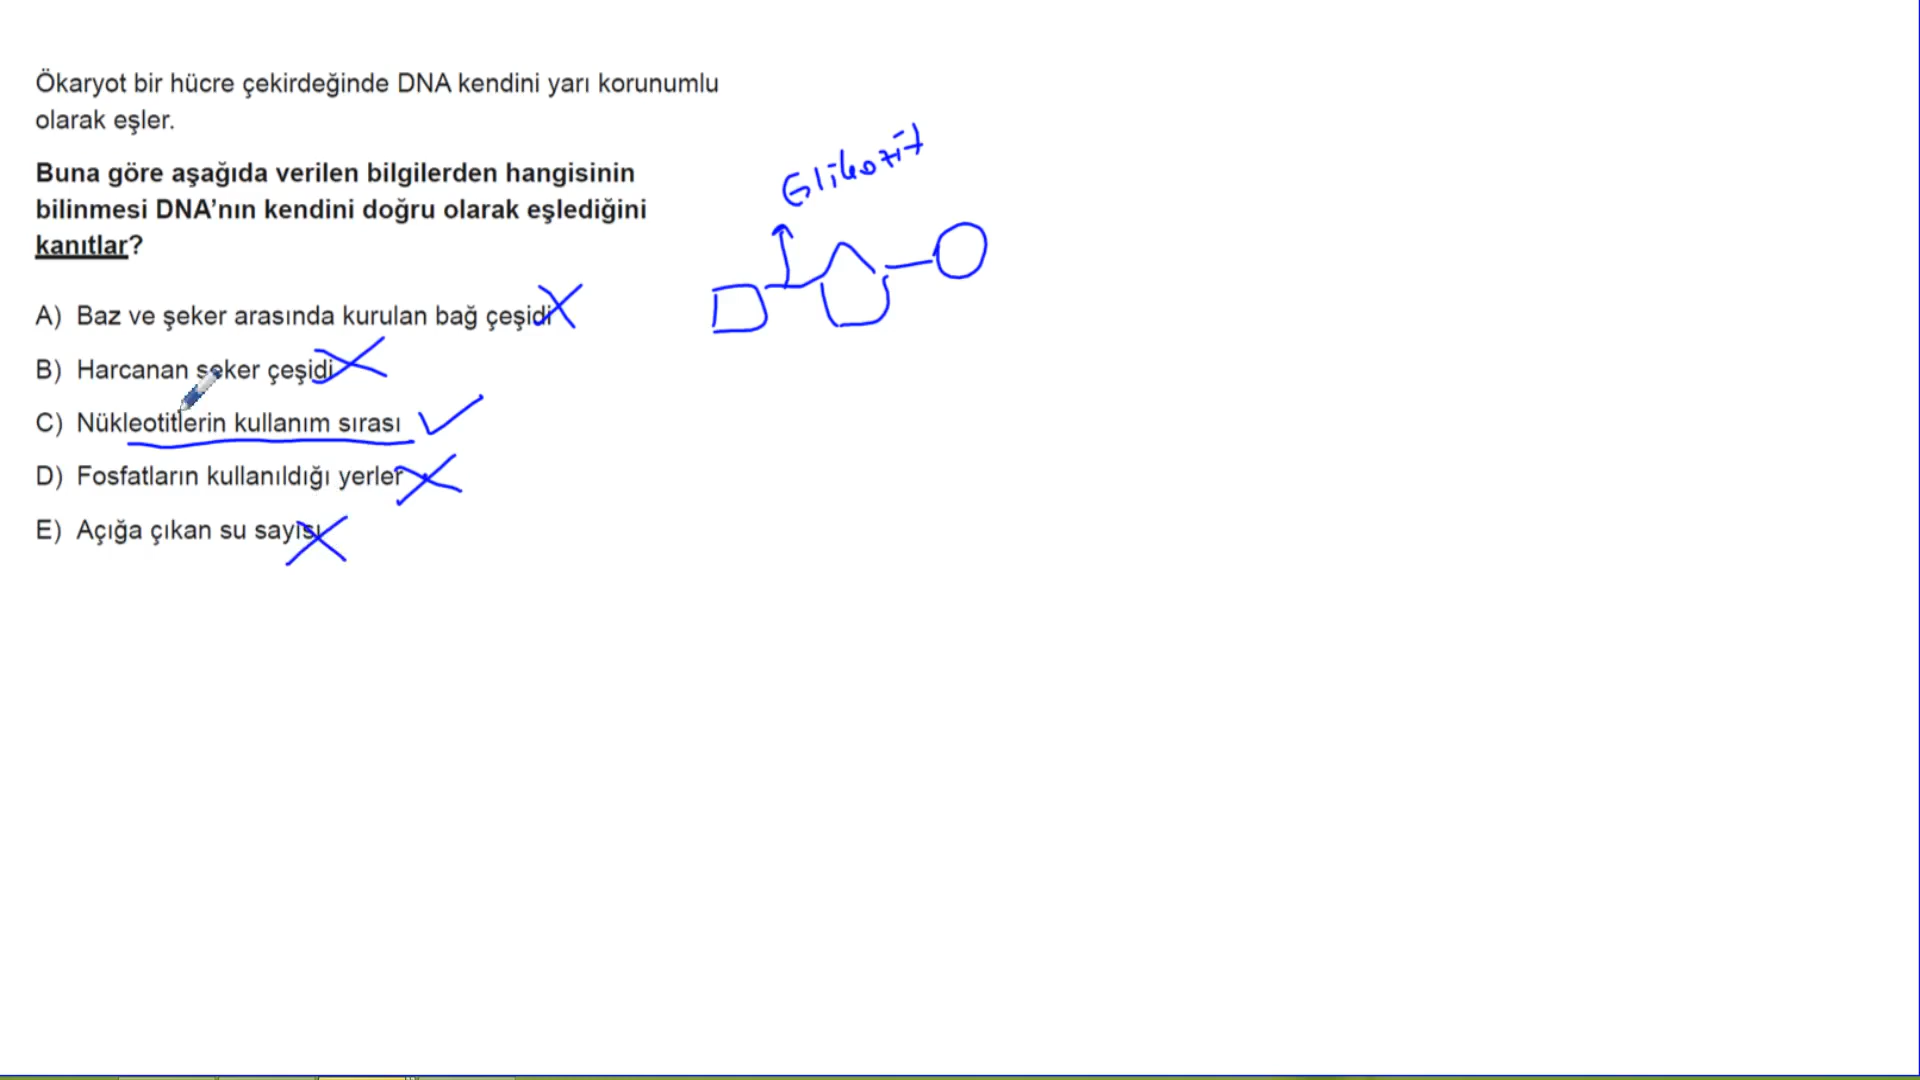 Ökaryot bir hücre çekirdeğinde DNA kendini yarı korunumlu
olarak eşler.
Buna göre aşağıda verilen bilgilerden hangisinin
bilinmesi DNA’nın kendini doğru olarak eşlediğini
kanıtlar?
A) Baz ve şeker arasında kurulan bağ çeşidi
B) Harcanan şeker çeşidi
C) Nükleotitlerin kullanım sırası
D) Fosfatların kullanıldığı yerler
E) Açığa çıkan su sayısı
Glikozit